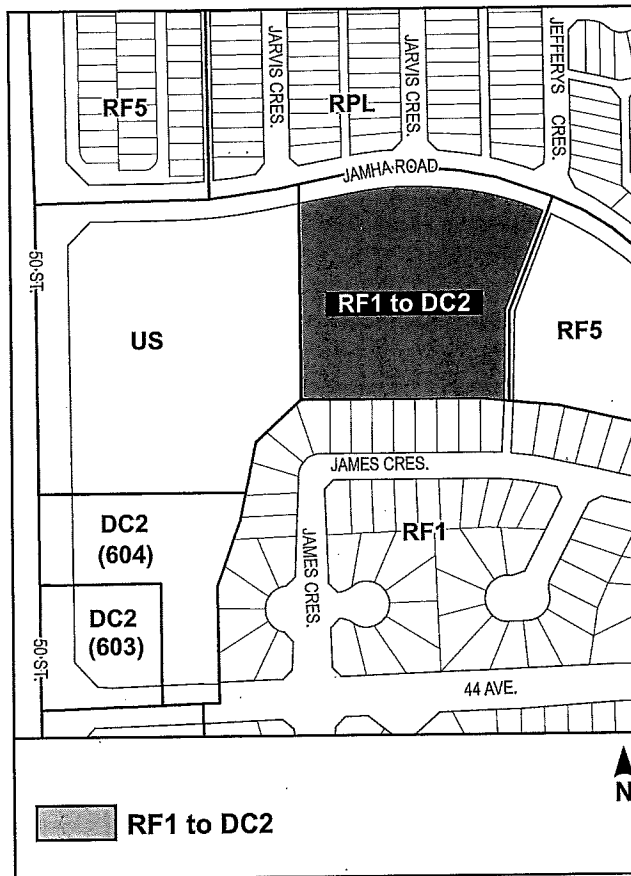 JARVIS CRES.
JARVIS CRES.
JEFFERYS CRES.
RF5
RPL
JAMHA ROAD
50 ST.
RF1 to DC2
US
RF5
JAMES CRES.
DC2
(604)
RF1
JAMES CRES.
DC2
(603)
50 ST.
44 AVE.
N
RF1 to DC2